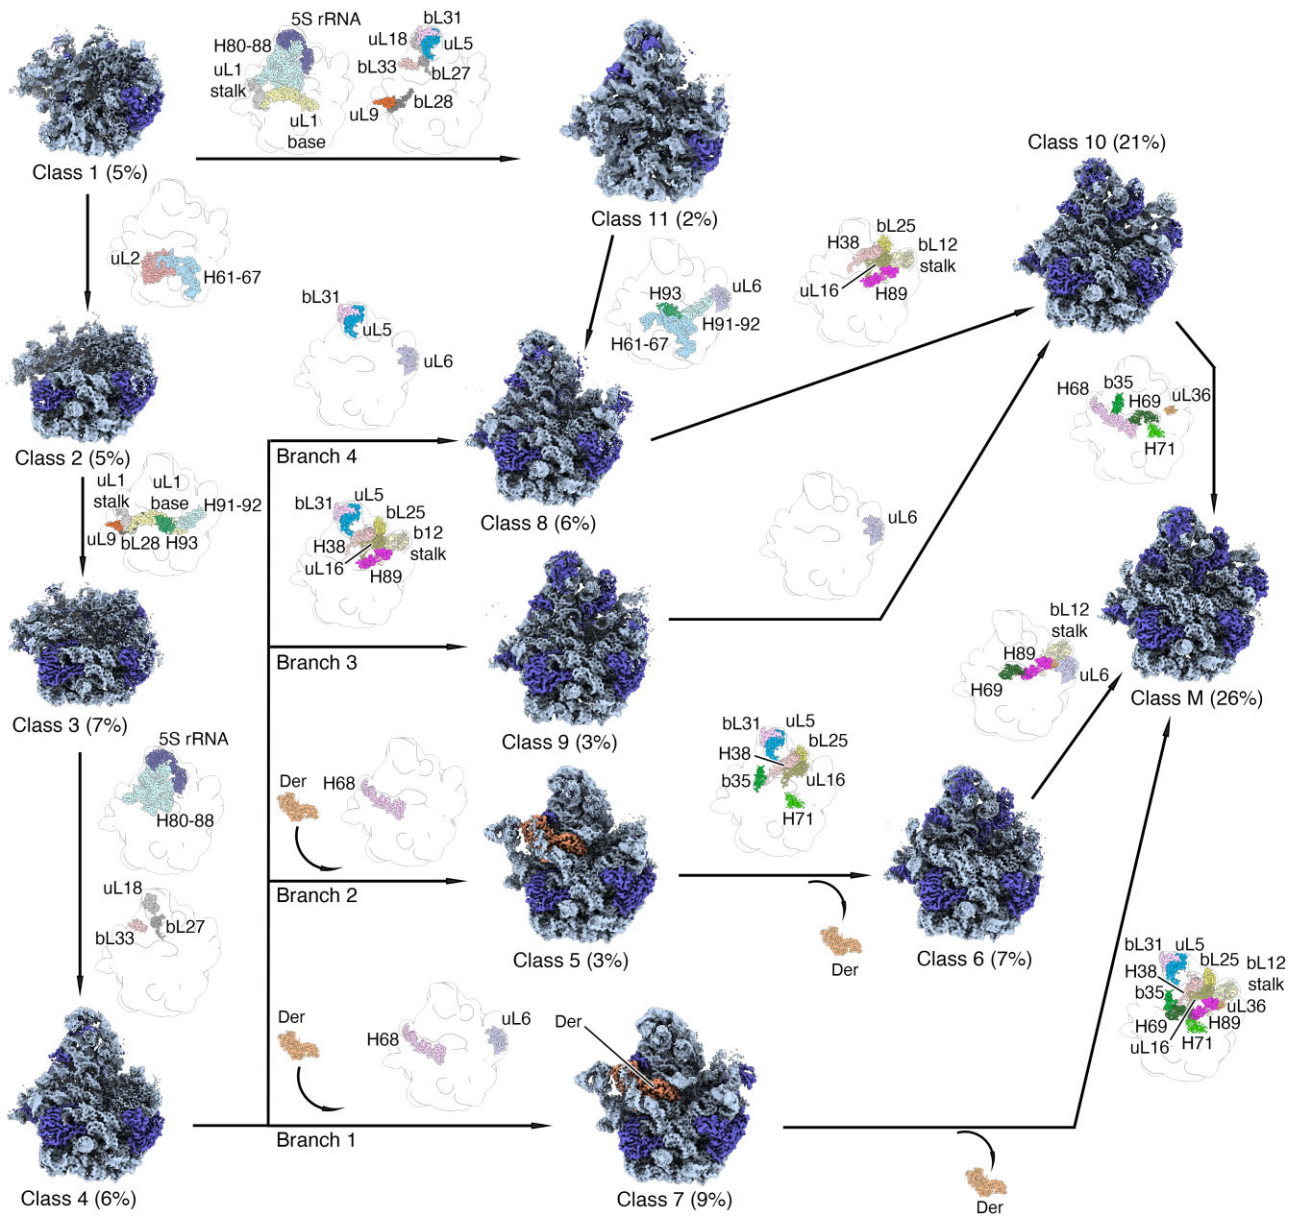 5S rRNA
H80-88
uL1
stalk
uL1
base
bL31
uL18
uL5
bL33
bL27
bL28
uL9
Class 1 (5%)
Class 11 (2%)
Class 10 (21%)
uL2
H61-67
bL31
uL5
uL6
H93
uL6
H91-92
H61-67
bL25
H38
bL12
stalk
uL16
H89
H68
b35
H69
uL36
H71
Class 2 (5%)
Branch 4
Class 8 (6%)
uL1
stalk
uL1
base
H91-92
uL9
bL28
H93
bL31
uL5
bL25
H38
b12
stalk
uL16
H89
uL6
Class 3 (7%)
Branch 3
Class 9 (3%)
bL12
stalk
H89
H69
uL6
Class M (26%)
5S rRNA
H80-88
Der
H68
bL31
uL5
H38
bL25
b35
uL16
H71
Branch 2
Class 5 (3%)
Der
Class 6 (7%)
uL18
bL33
bL27
Der
H68
uL6
Der
bL31
uL5
bL25
bL12
stalk
H38
b35
uL36
H69
H89
uL16
H71
Branch 1
Class 4 (6%)
Class 7 (9%)
Der